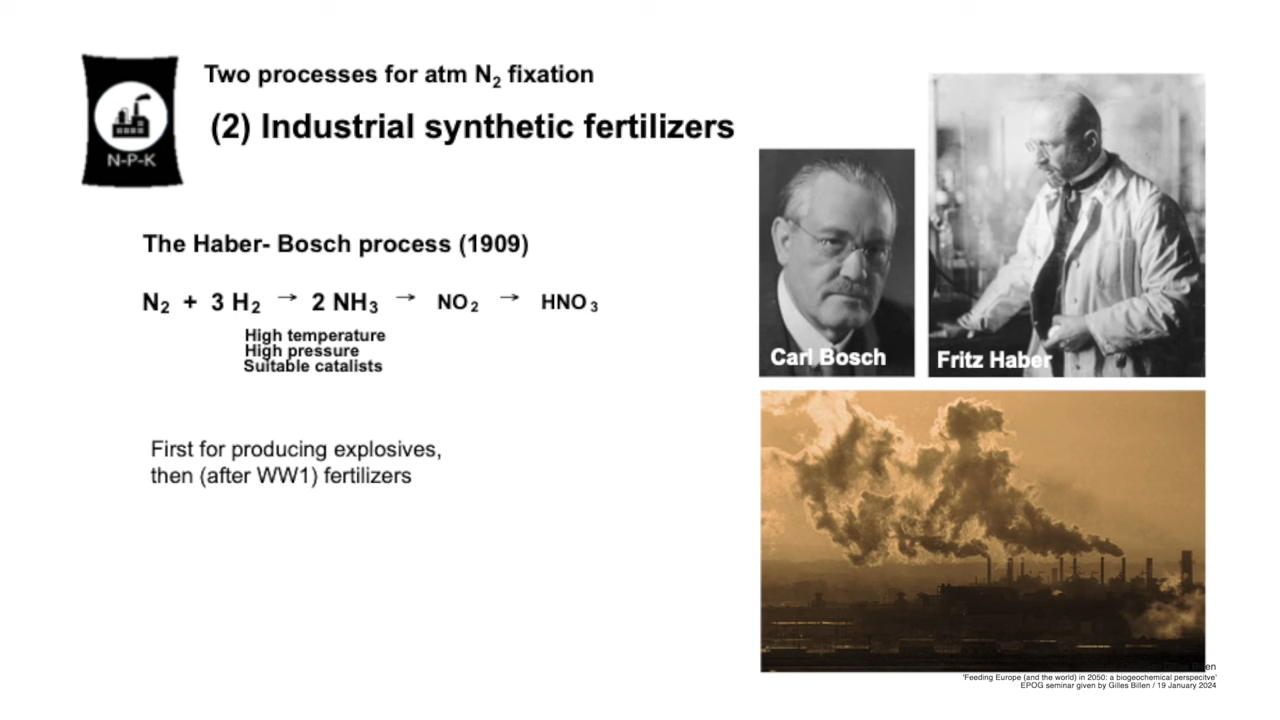 Two processes for atm N₂ fixation
(2) Industrial synthetic fertilizers
N-P-K
The Haber- Bosch process (1909)
N₂ + 3 H₂ → 2 NH₃ → NO₂ → HNO₃
High temperature
High pressure
Suitable catalists
First for producing explosives,
then (after WW1) fertilizers
Carl Bosch
Fritz Haber
'Feeding Europe (and the world) in 2050: a biogeochemical perspecitve'
EPOG seminar given by Gilles Billen / 19 January 2024